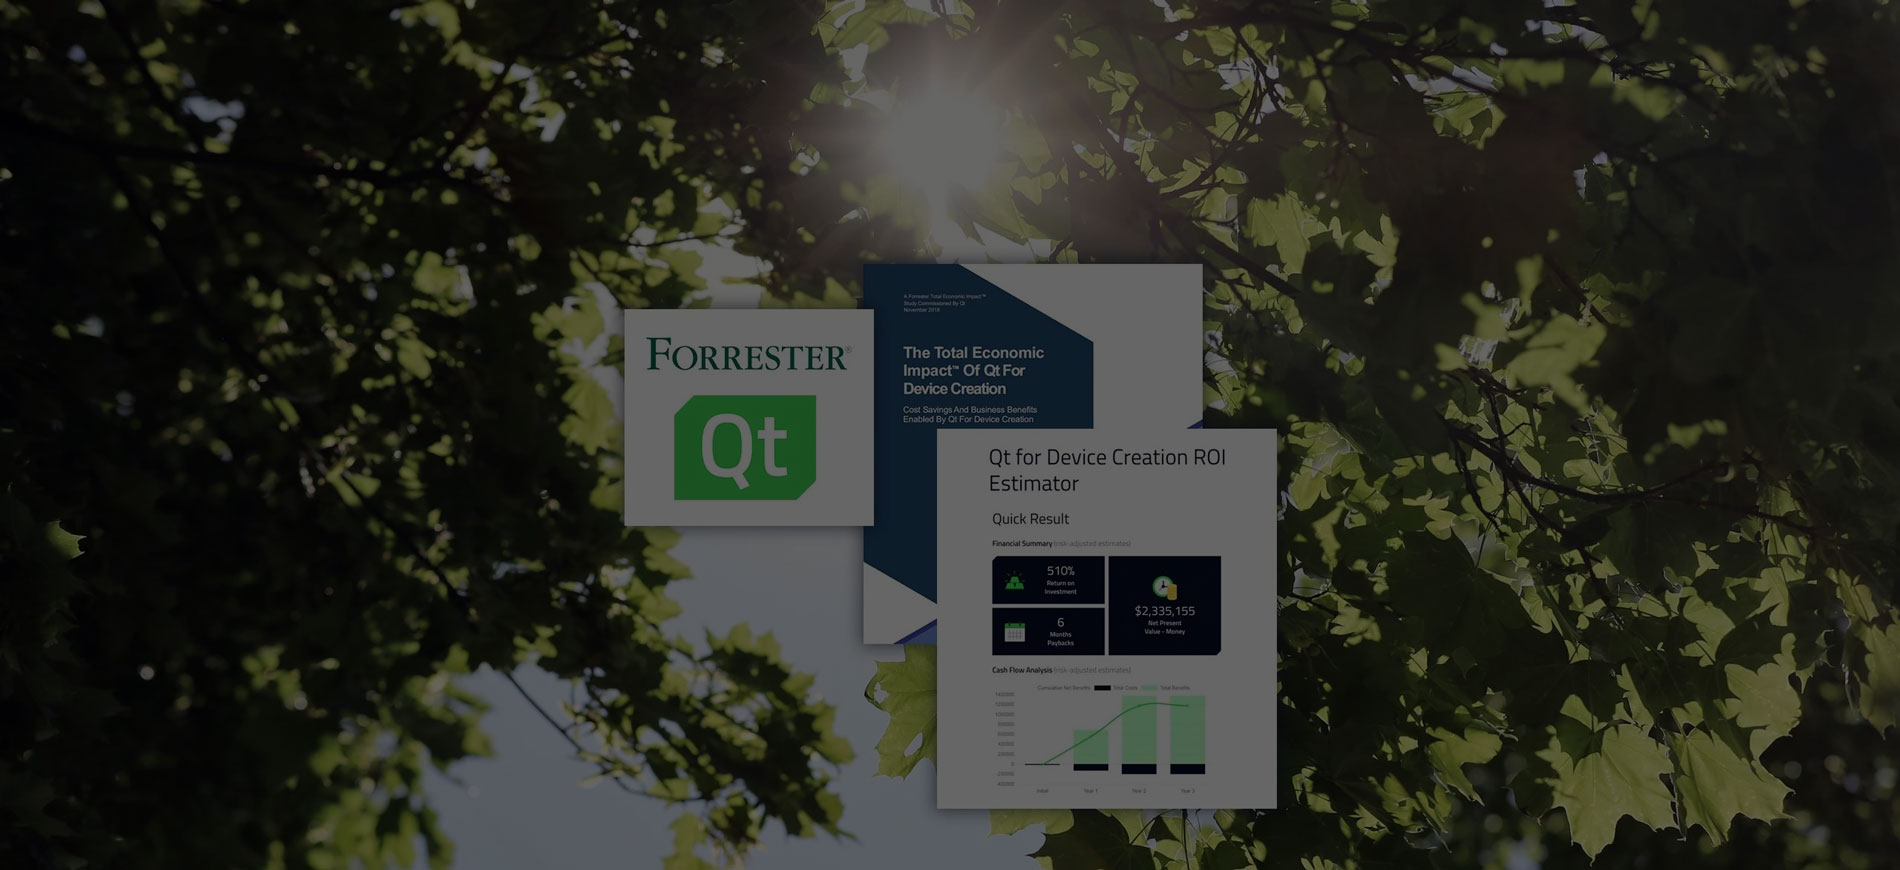 FORRESTER®
Qt
A Forrester Total Economic Impact™
Study Commissioned By Qt
November 2018
The Total Economic
Impact™ Of Qt For
Device Creation
Cost Savings And Business Benefits
Enabled By Qt For Device Creation
Qt for Device Creation ROI
Estimator
Quick Result
Financial Summary (risk-adjusted estimates)
510%
Return on
Investment
6
Months
Paybacks
$2,335,155
Net Present
Value - Money
Cash Flow Analysis (risk-adjusted estimates)
Cumulative Net Benefits Total Costs Total Benefits
1400000
1200000
1000000
800000
600000
400000
200000
0
-200000
-400000
Initial Year 1 Year 2 Year 3